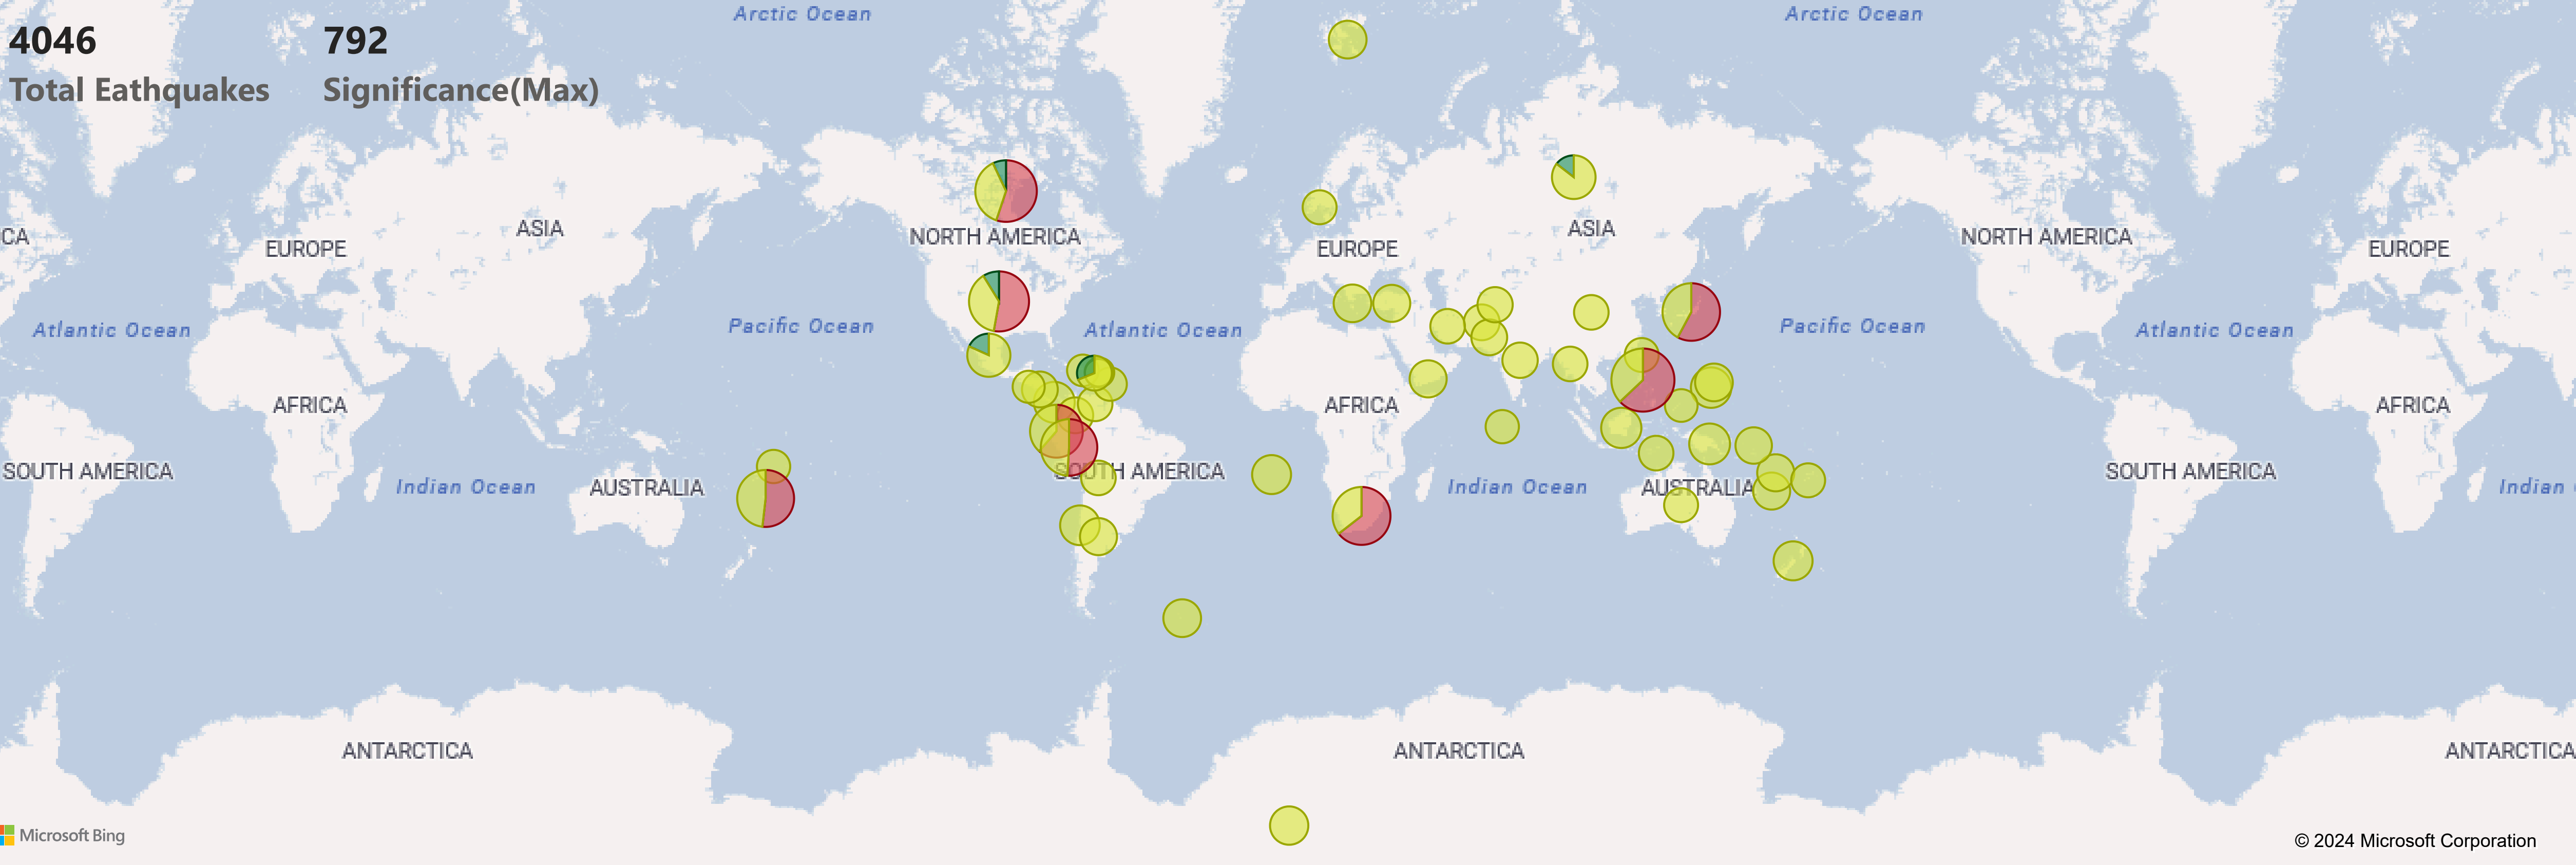 Arctic Ocean
Arctic Ocean
4046
792
Total Eathquakes
Significance(Max)
CA
ASIA
EUROPE
NORTH AMERICA
EUROPE
ASIA
NORTH AMERICA
EUROPE
Atlantic Ocean
Pacific Ocean
Atlantic Ocean
Pacific Ocean
Atlantic Ocean
AFRICA
AFRICA
AFRICA
SOUTH AMERICA
Indian Ocean
AUSTRALIA
SOUTH AMERICA
Indian Ocean
AUSTRALIA
SOUTH AMERICA
Indian
ANTARCTICA
ANTARCTICA
ANTARCTICA
Microsoft Bing
© 2024 Microsoft Corporation